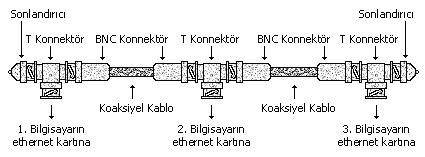 Sonlandırıcı
Sonlandırıcı
T Konnektör
BNC Konnektör
T Konnektör
BNC Konnektör
T Konnektör
Koaksiyel Kablo
Koaksiyel Kablo
1. Bilgisayarın
ethernet kartına
2. Bilgisayarın
ethernet kartına
3. Bilgisayarın
ethernet kartına